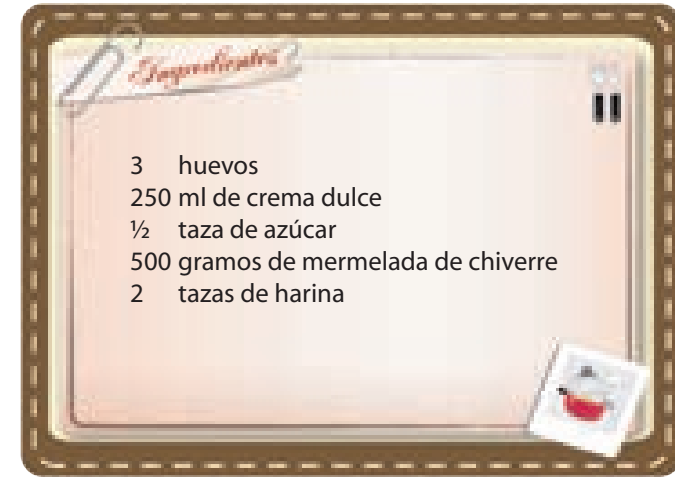 Ingredientes
3 huevos
250 ml de crema dulce
½ taza de azúcar
500 gramos de mermelada de chiverre
2 tazas de harina